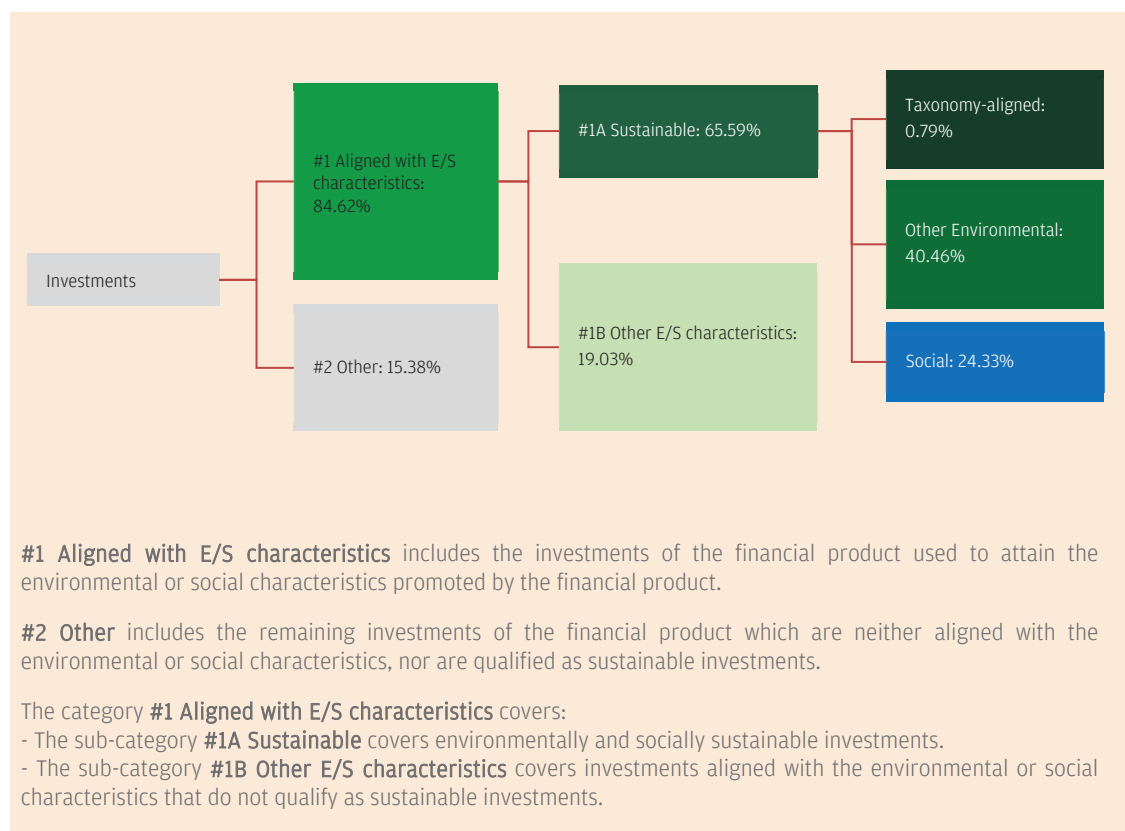 Investments
#1 Aligned with E/S
characteristics:
84.62%
#2 Other: 15.38%
#1A Sustainable: 65.59%
#1B Other E/S characteristics:
19.03%
Taxonomy-aligned:
0.79%
Other Environmental:
40.46%
Social: 24.33%
#1 Aligned with E/S characteristics includes the investments of the financial product used to attain the
environmental or social characteristics promoted by the financial product.
#2 Other includes the remaining investments of the financial product which are neither aligned with the
environmental or social characteristics, nor are qualified as sustainable investments.
The category #1 Aligned with E/S characteristics covers:
- The sub-category #1A Sustainable covers environmentally and socially sustainable investments.
- The sub-category #1B Other E/S characteristics covers investments aligned with the environmental or social
characteristics that do not qualify as sustainable investments.